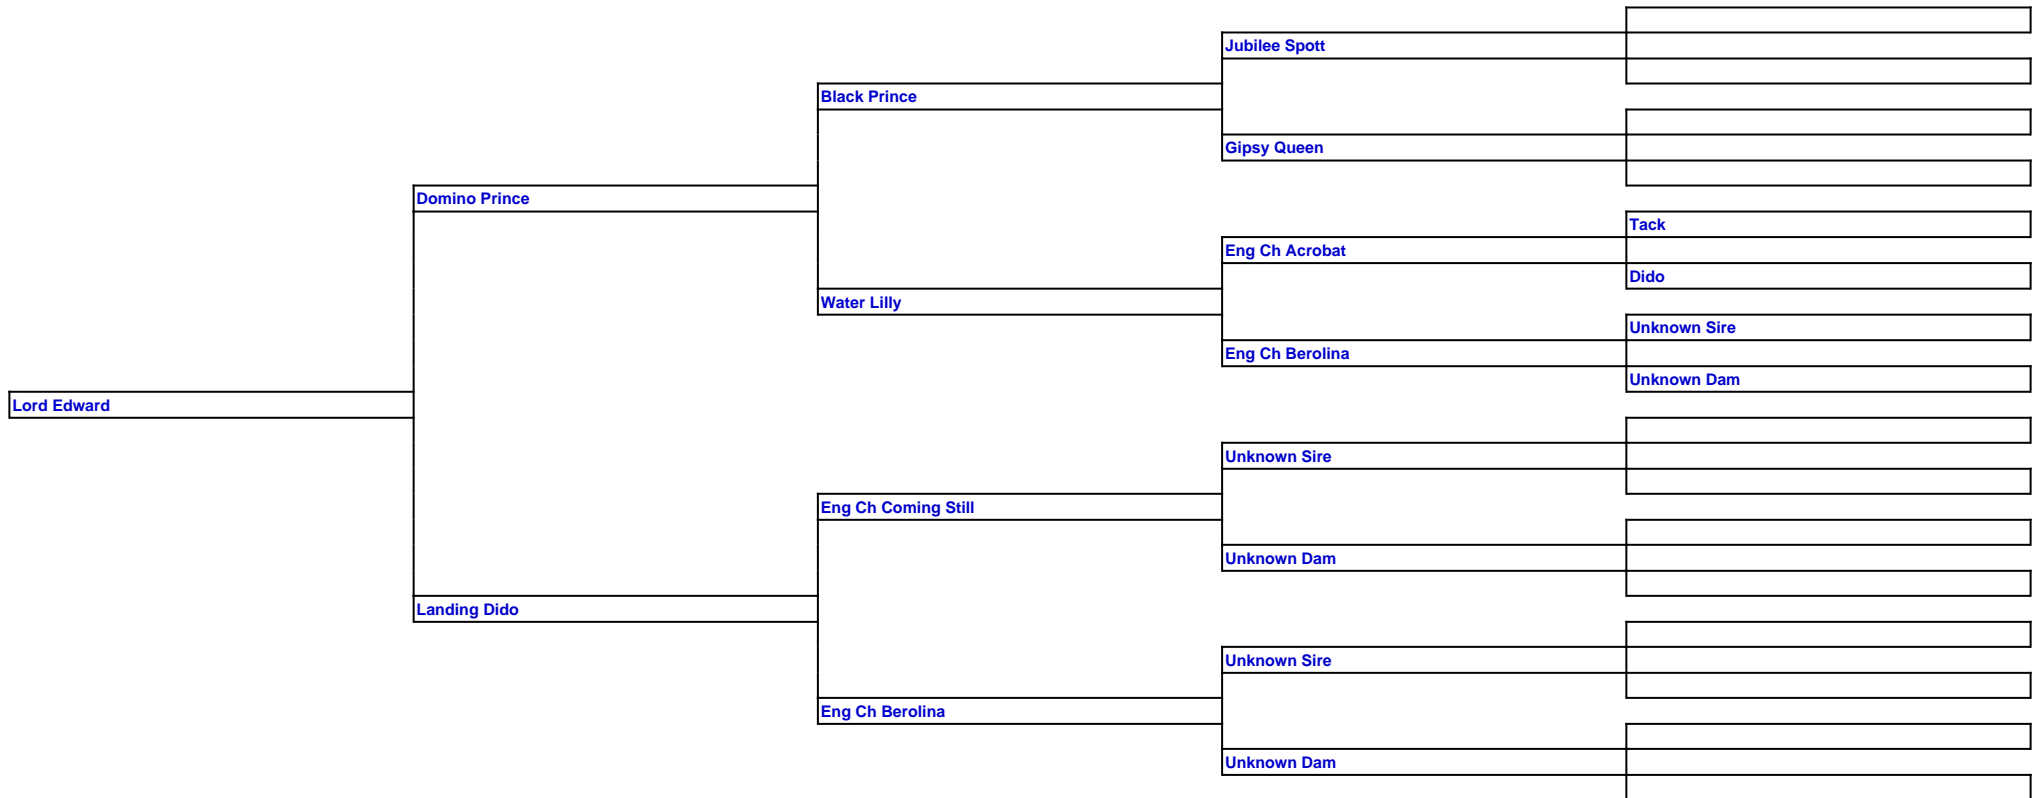 Jubilee Spott
Black Prince
Gipsy Queen
Domino Prince
Tack
Eng Ch Acrobat
Dido
Water Lilly
Unknown Sire
Eng Ch Berolina
Unknown Dam
Lord Edward
Unknown Sire
Eng Ch Coming Still
Unknown Dam
Landing Dido
Unknown Sire
Eng Ch Berolina
Unknown Dam